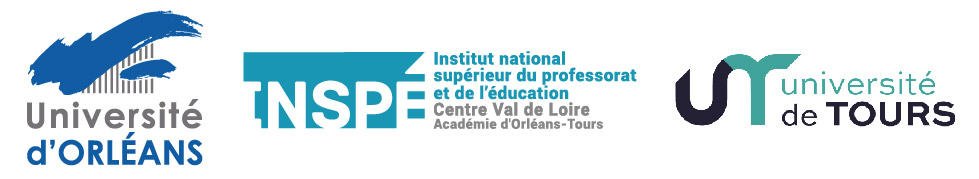 Université
d'ORLÉANS
INSPÉ
Institut national
supérieur du professorat
et de l'éducation
Centre Val de Loire
Académie d'Orléans-Tours
UT
université
de TOURS